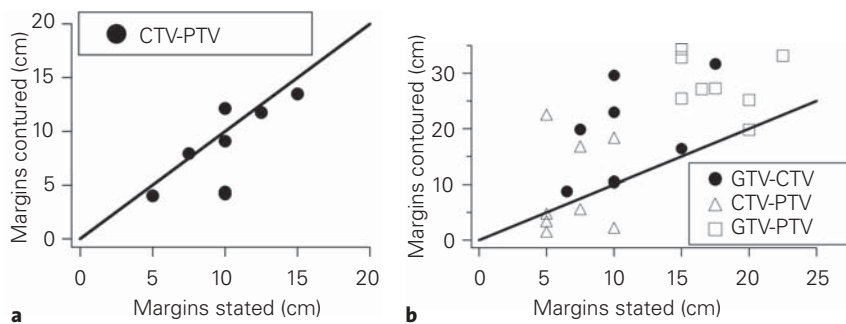 20
15
10
5
0
Margins contured (cm)
CTV-PTV
0 5 10 15 20
Margins stated (cm)
a
30
20
10
0
Margins contoured (cm)
GTV-CTV
CTV-PTV
GTV-PTV
0 5 10 15 20 25
Margins stated (cm)
b